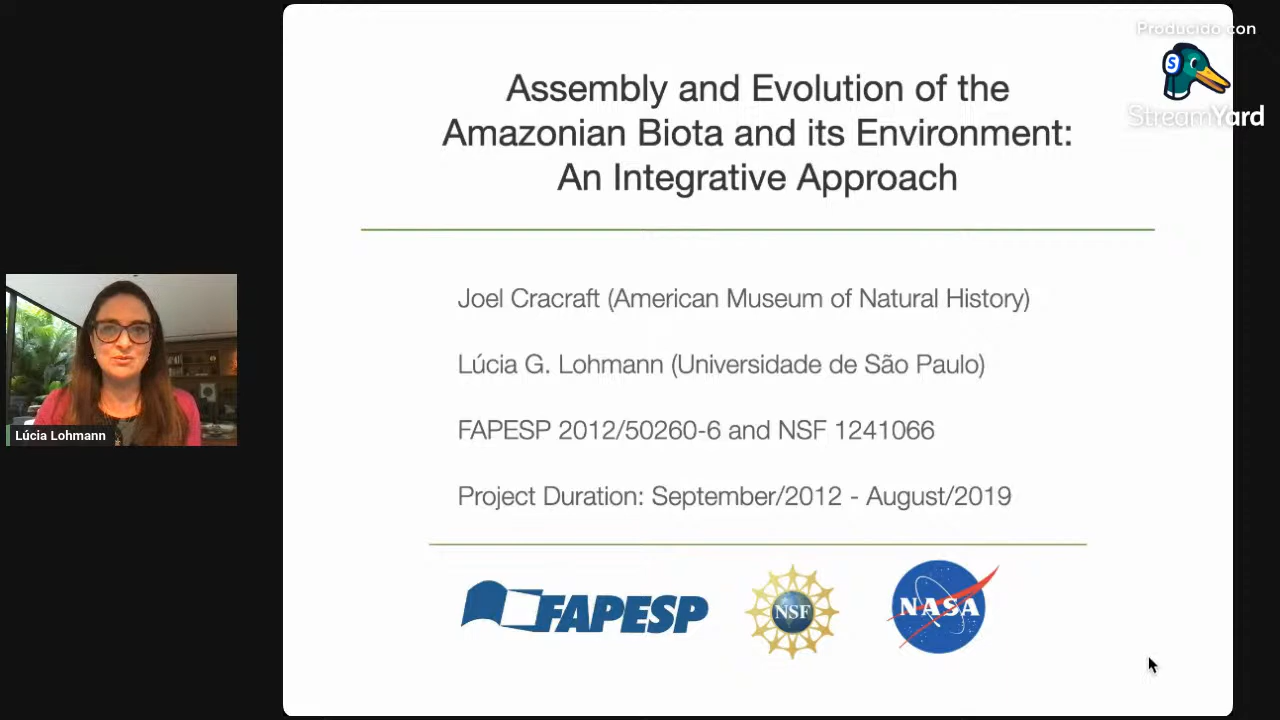 Producido con
StreamYard
Assembly and Evolution of the
Amazonian Biota and its Environment:
An Integrative Approach
Joel Cracraft (American Museum of Natural History)
Lúcia G. Lohmann (Universidade de São Paulo)
FAPESP 2012/50260-6 and NSF 1241066
Project Duration: September/2012 - August/2019
FAPESP
NSF
NASA
Lúcia Lohmann
S